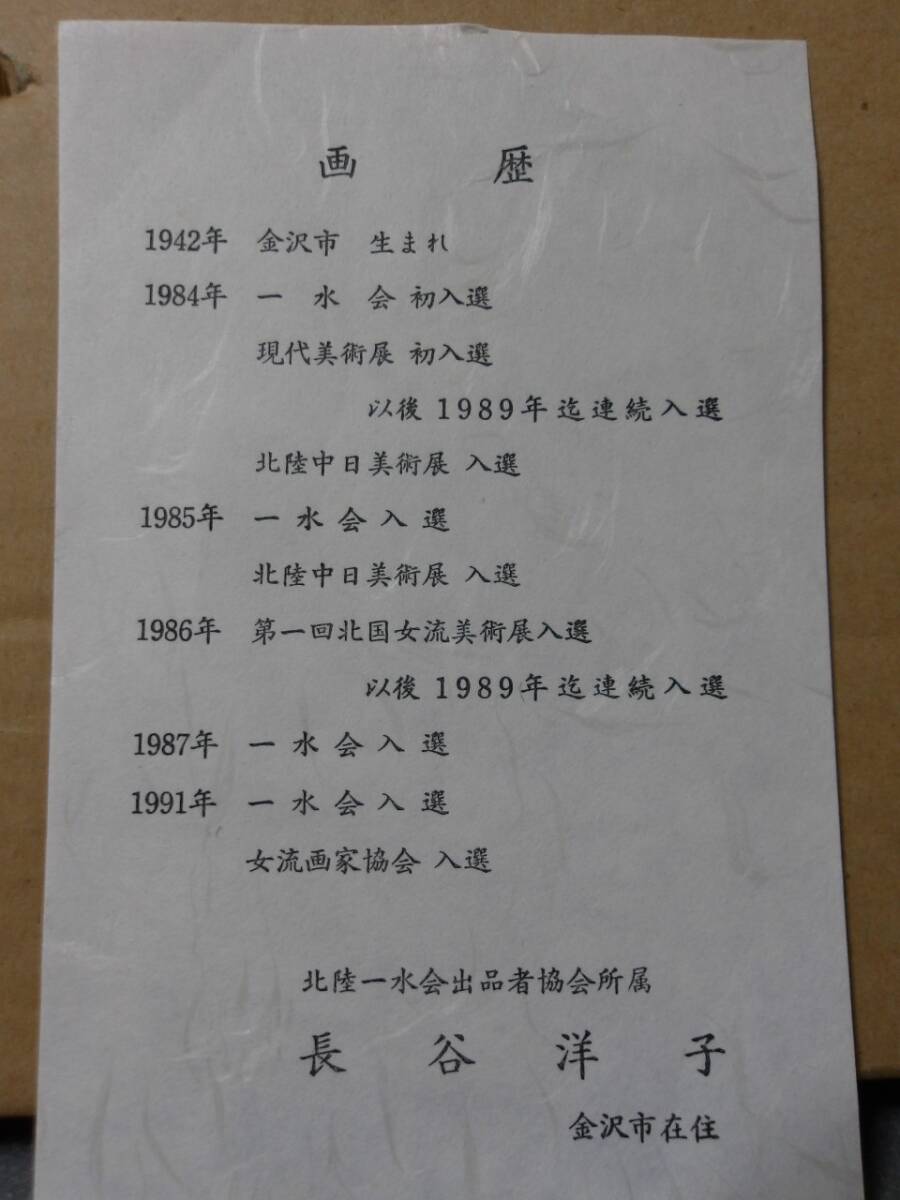 画歴
1942年 金沢市 生まれ
1984年 一水会 初入選
現代美術展 初入選
以後 1989年迄連続入選
北陸中日美術展 入選
1985年 一水会入選
北陸中日美術展 入選
1986年 第一回北国女流美術展入選
以後 1989年迄連続入選
1987年 一水会入選
1991年 一水会入選
女流画家協会 入選
北陸一水会出品者協会所属
長谷洋子
金沢市在住